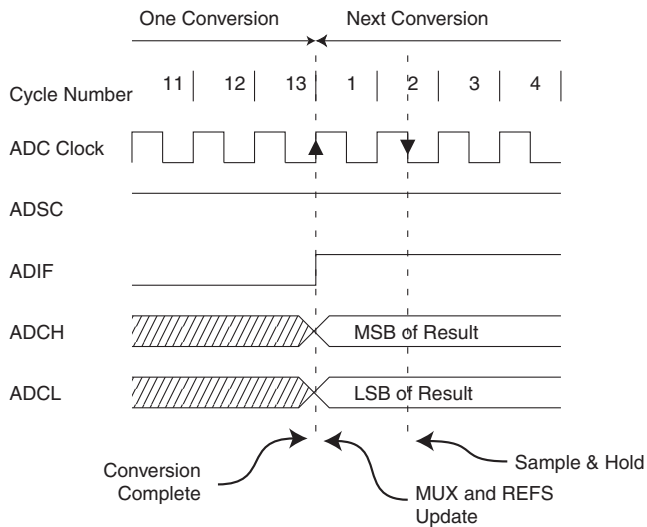 One Conversion Next Conversion
Cycle Number 11 12 13 1 2 3 4
ADC Clock
ADSC
ADIF
ADCH MSB of Result
ADCL LSB of Result
Conversion
Complete
MUX and REFS
Update
Sample & Hold